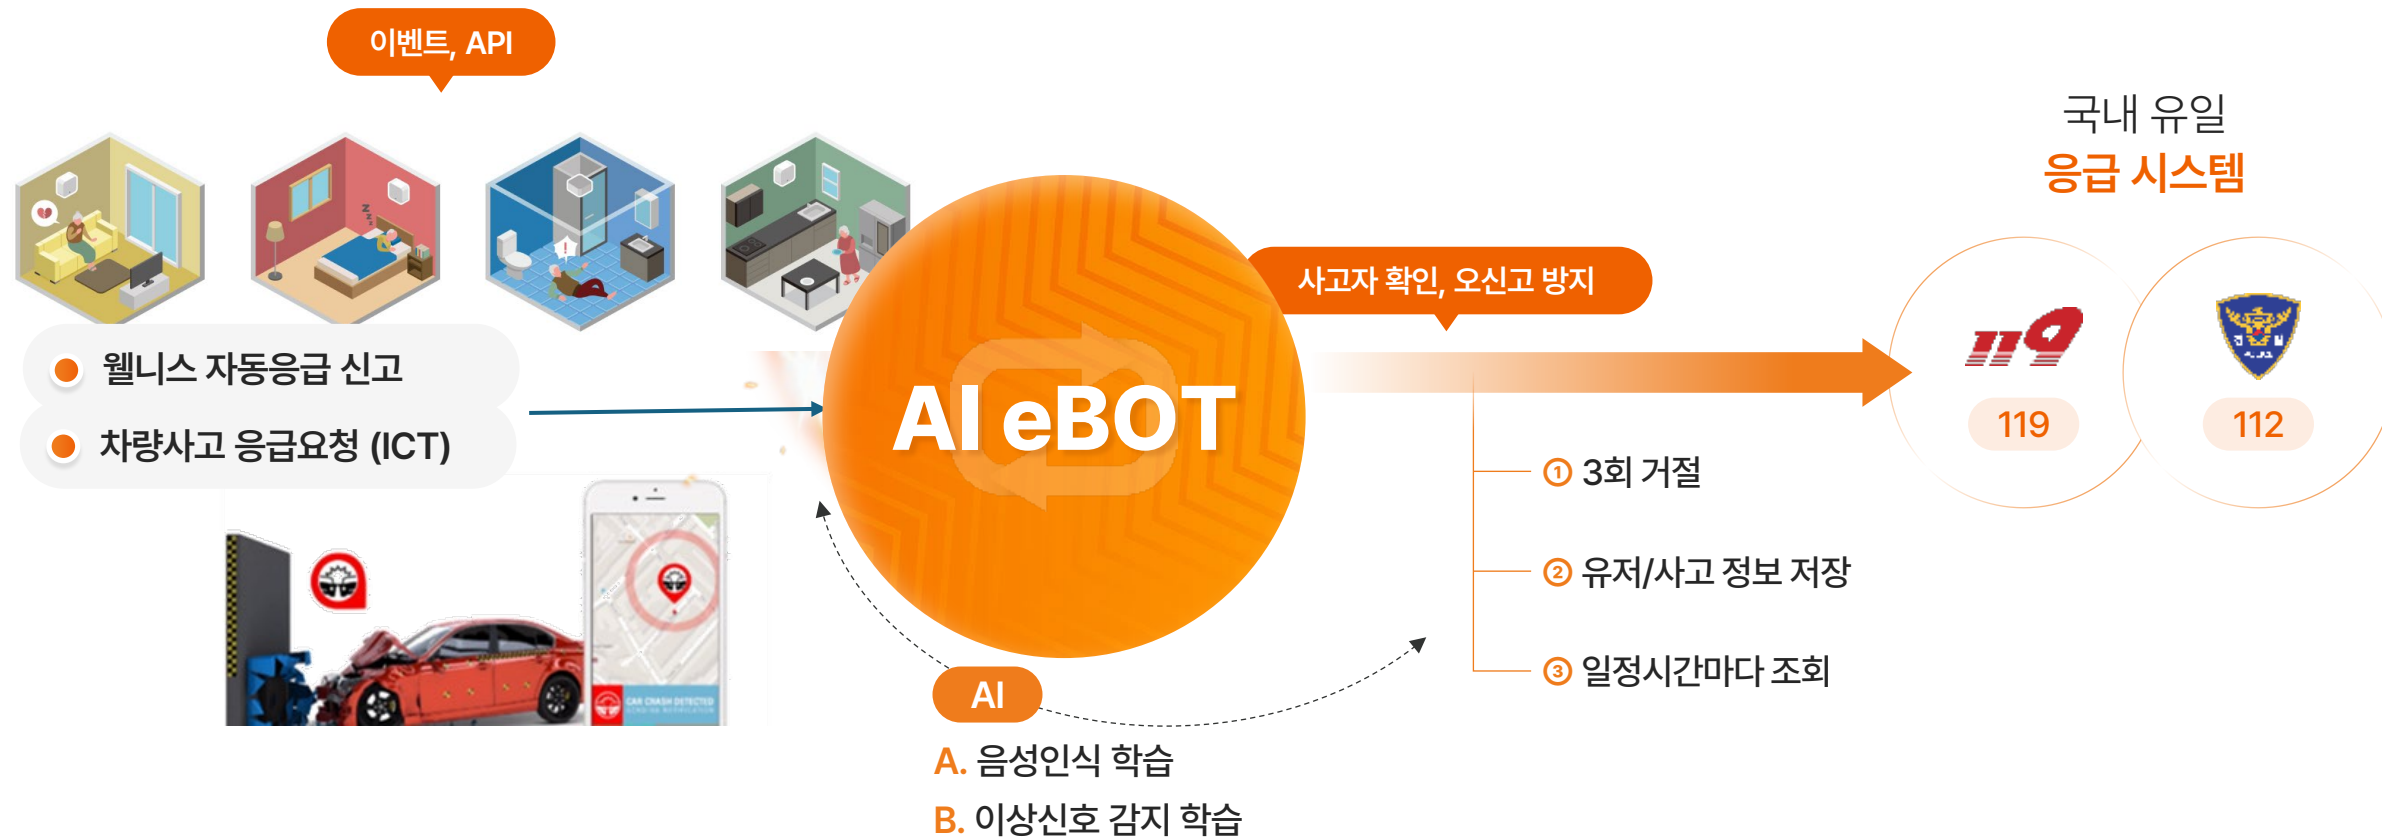 이벤트, API
웰니스 자동응급 신고
차량사고 응급요청 (ICT)
CAR CRASH DETECTED
AI eBOT
AI
A. 음성인식 학습
B. 이상신호 감지 학습
사고자 확인, 오신고 방지
① 3회 거절
② 유저/사고 정보 저장
③ 일정시간마다 조회
국내 유일
응급 시스템
119
119
112